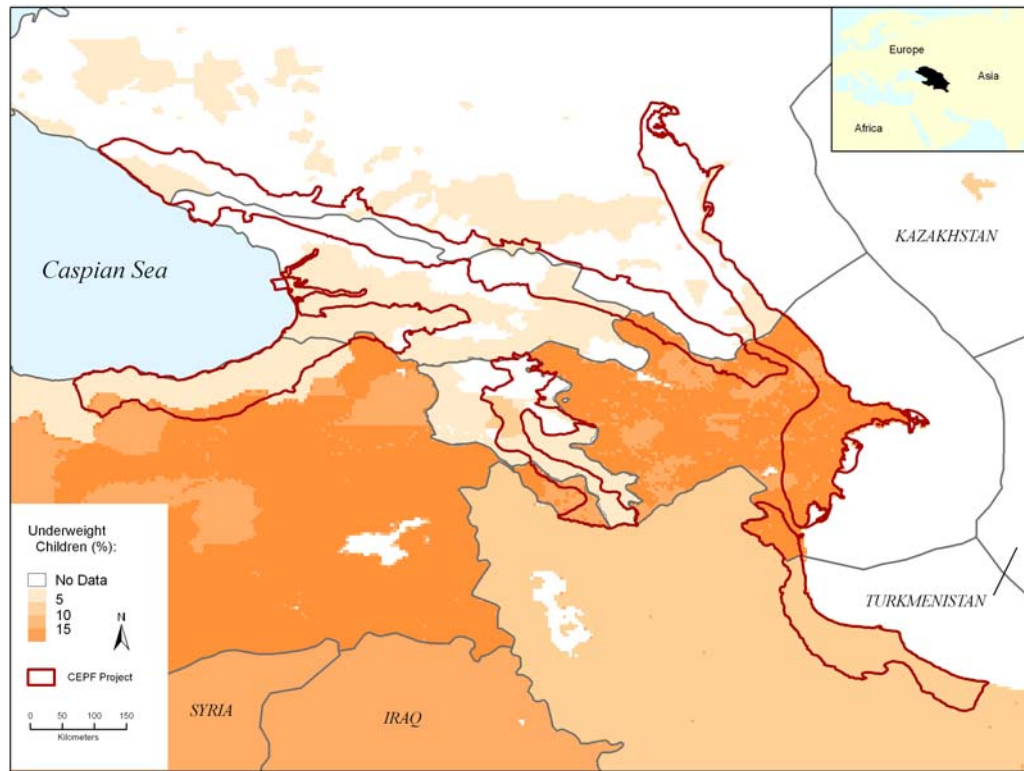 Europe
Asia
Africa
KAZAKHSTAN
Caspian Sea
TURKMENISTAN
SYRIA
IRAQ
Underweight
Children (%):
No Data
5
10
15
N
CEPF Project
0 50 100 150
Kilometers